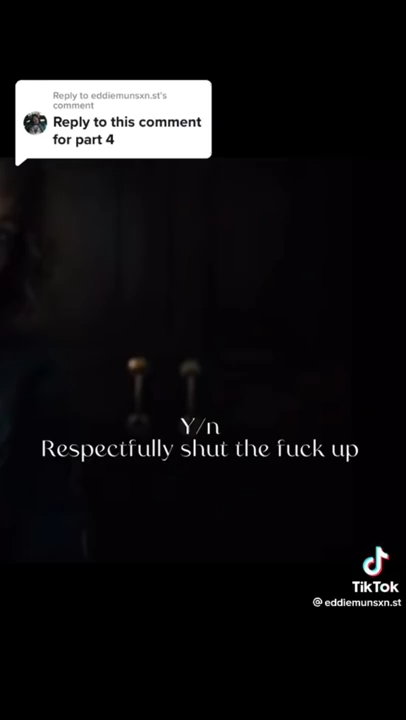 Reply to eddiemunsxn.st's
comment
Reply to this comment
for part 4
Y/n
Respectfully shut the fuck up
TikTok
@eddiemunsxn.st